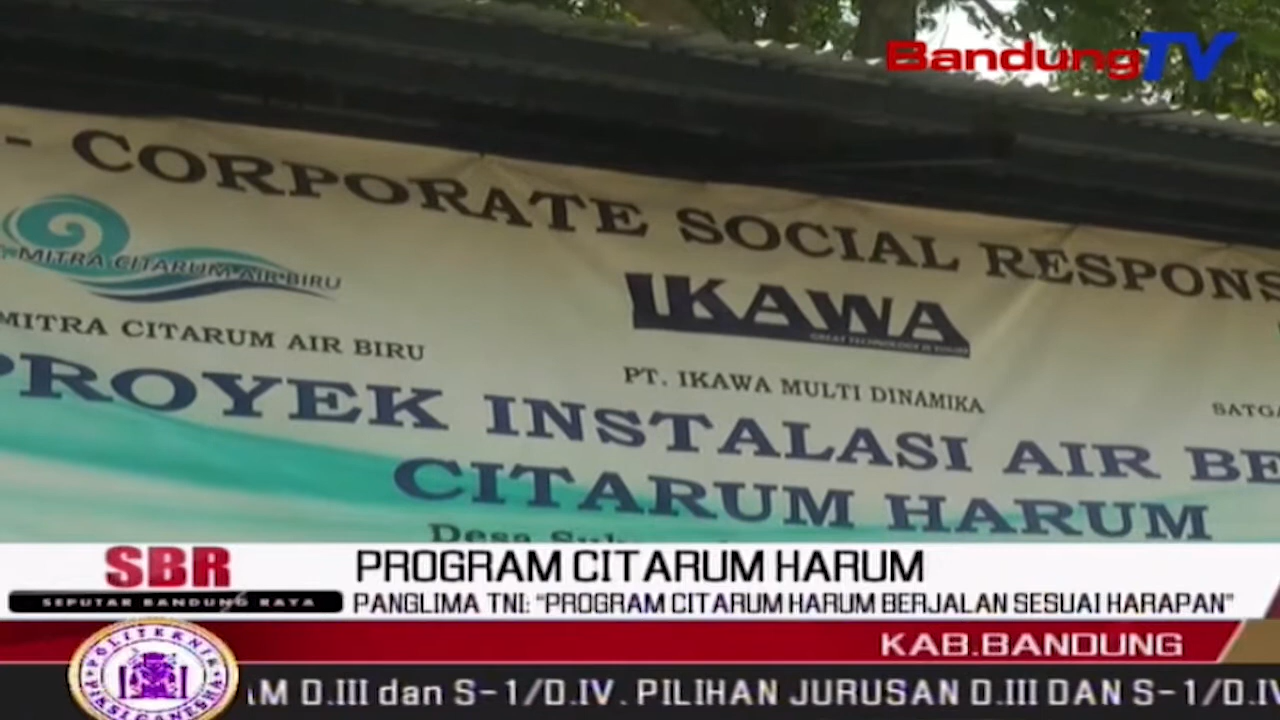 BandungTV
- CORPORATE SOCIAL RESPONS
MITRA CITARUM AIR BIRU
IKAWA
MITRA CITARUM AIR BIRU
PT. IKAWA MULTI DINAMIKA
SATGA
PROYEK INSTALASI AIR BE
CITARUM HARUM
Desa
SBR
SEPUTAR BANDUNG RAYA
PROGRAM CITARUM HARUM
PANGLIMA TNI: "PROGRAM CITARUM HARUM BERJALAN SESUAI HARAPAN"
KAB.BANDUNG
AM D.III dan S-1/D.IV. PILIHAN JURUSAN D.III DAN S-1/D.IV